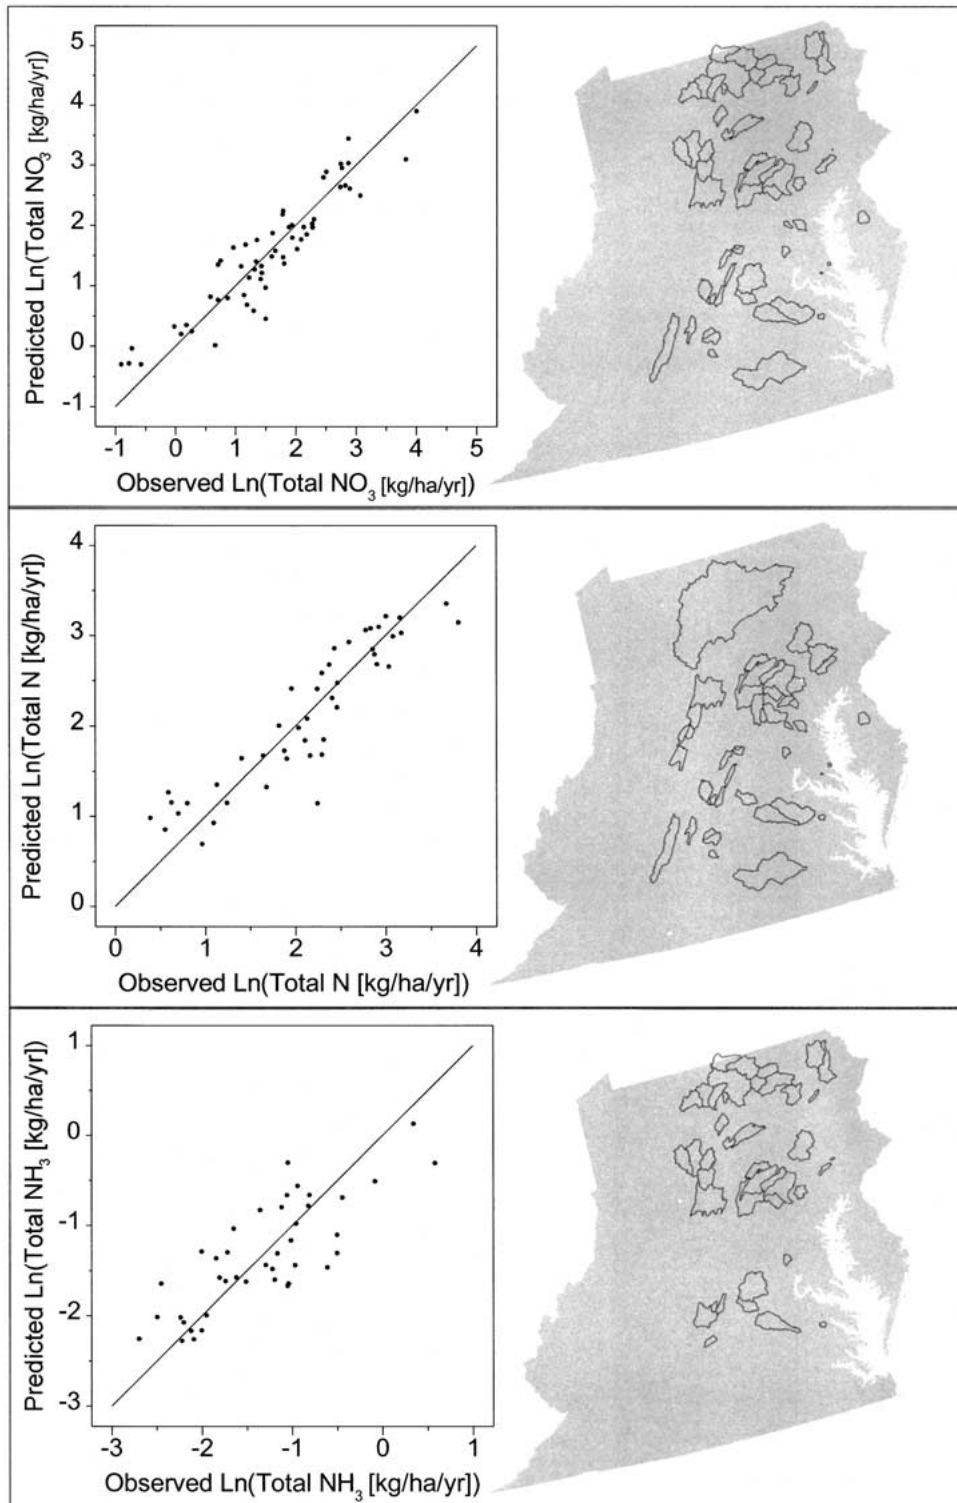 5
4
3
2
1
0
-1
Predicted Ln(Total NO3 [kg/ha/yr])
-1 0 1 2 3 4 5
Observed Ln(Total NO3 [kg/ha/yr])
4
3
2
1
0
Predicted Ln(Total N [kg/ha/yr])
0 1 2 3 4
Observed Ln(Total N [kg/ha/yr])
1
0
-1
-2
-3
Predicted Ln(Total NH3 [kg/ha/yr])
-3 -2 -1 0 1
Observed Ln(Total NH3 [kg/ha/yr])